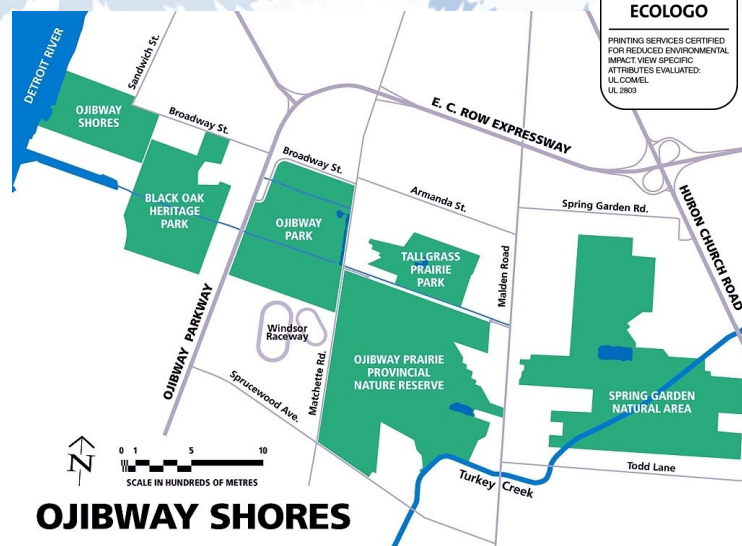 ECOLOGO
PRINTING SERVICES CERTIFIED
FOR REDUCED ENVIRONMENTAL
IMPACT. VIEW SPECIFIC
ATTRIBUTES EVALUATED:
UL.COM/EL
UL 2803
DETROIT RIVER
Sandwich St.
OJIBWAY
SHORES
Broadway St.
E. C. ROW EXPRESSWAY
Broadway St.
BLACK OAK
HERITAGE
PARK
OJIBWAY
PARK
Armanda St.
Spring Garden Rd.
HURON CHURCH ROAD
TALLGRASS
PRAIRIE
PARK
Malden Road
OJIBWAY PARKWAY
Windsor
Raceway
Matchette Rd.
OJIBWAY PRAIRIE
PROVINCIAL
NATURE RESERVE
Sprucewood Ave.
SPRING GARDEN
NATURAL AREA
Todd Lane
Turkey Creek
N
0 1 5 10
SCALE IN HUNDREDS OF METRES
OJIBWAY SHORES